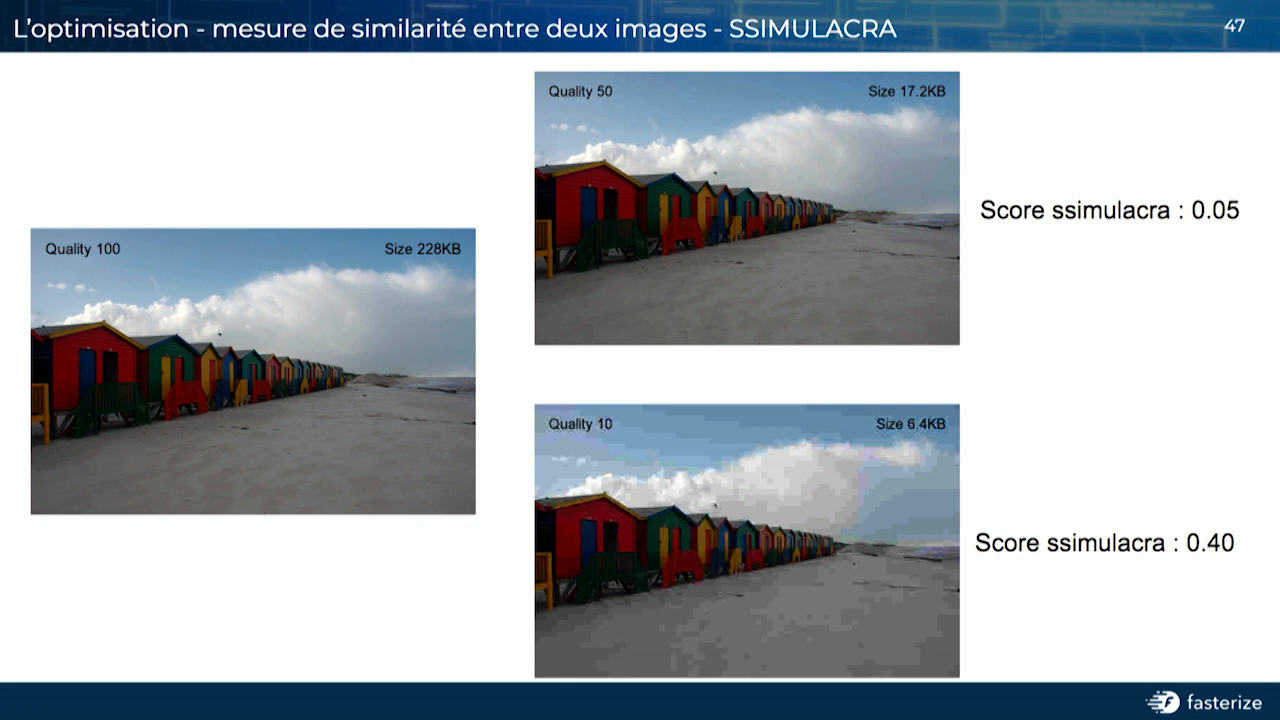 L'optimisation - mesure de similarité entre deux images - SSIMULACRA
47
Quality 50
Size 17.2KB
Score ssimulacra : 0.05
Quality 100
Size 228KB
Quality 10
Size 6.4KB
Score ssimulacra : 0.40
fasterize